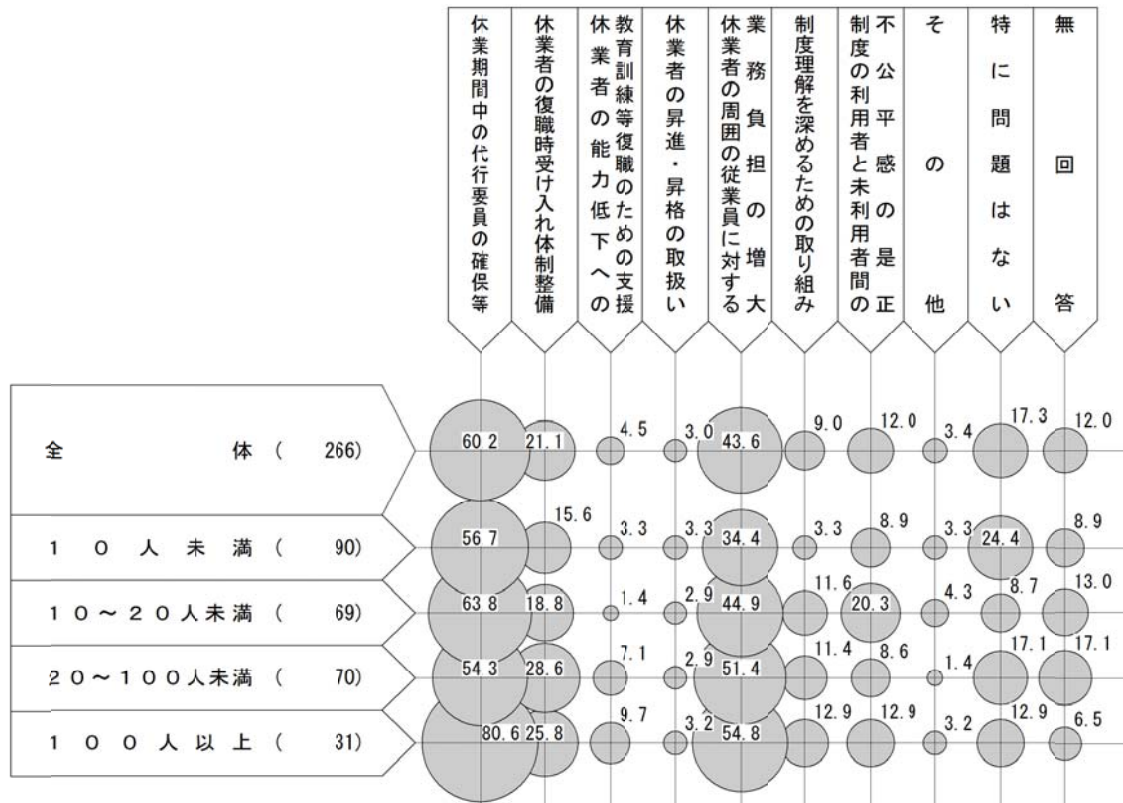 休業期間中の代行要員の確保等
休業者の復職時受け入れ体制整備
休業者の能力低下への
教育訓練等復職のための支援
休業者の昇進・昇格の取扱い
休業者の周囲の従業員に対する
業務負担の増大
制度理解を深めるための取り組み
制度の利用者と未利用者間の
不公平感の是正
その他
特に問題はない
無回答
全体 ( 266) 60.2 21.1 4.5 3.0 43.6 9.0 12.0 3.4 17.3 12.0
10人未満 ( 90) 56.7 15.6 3.3 3.3 34.4 3.3 8.9 3.3 24.4 8.9
10～20人未満 ( 69) 63.8 18.8 1.4 2.9 44.9 11.6 20.3 4.3 8.7 13.0
20～100人未満 ( 70) 54.3 28.6 7.1 2.9 51.4 11.4 8.6 1.4 17.1 17.1
100人以上 ( 31) 80.6 25.8 9.7 3.2 54.8 12.9 12.9 3.2 12.9 6.5